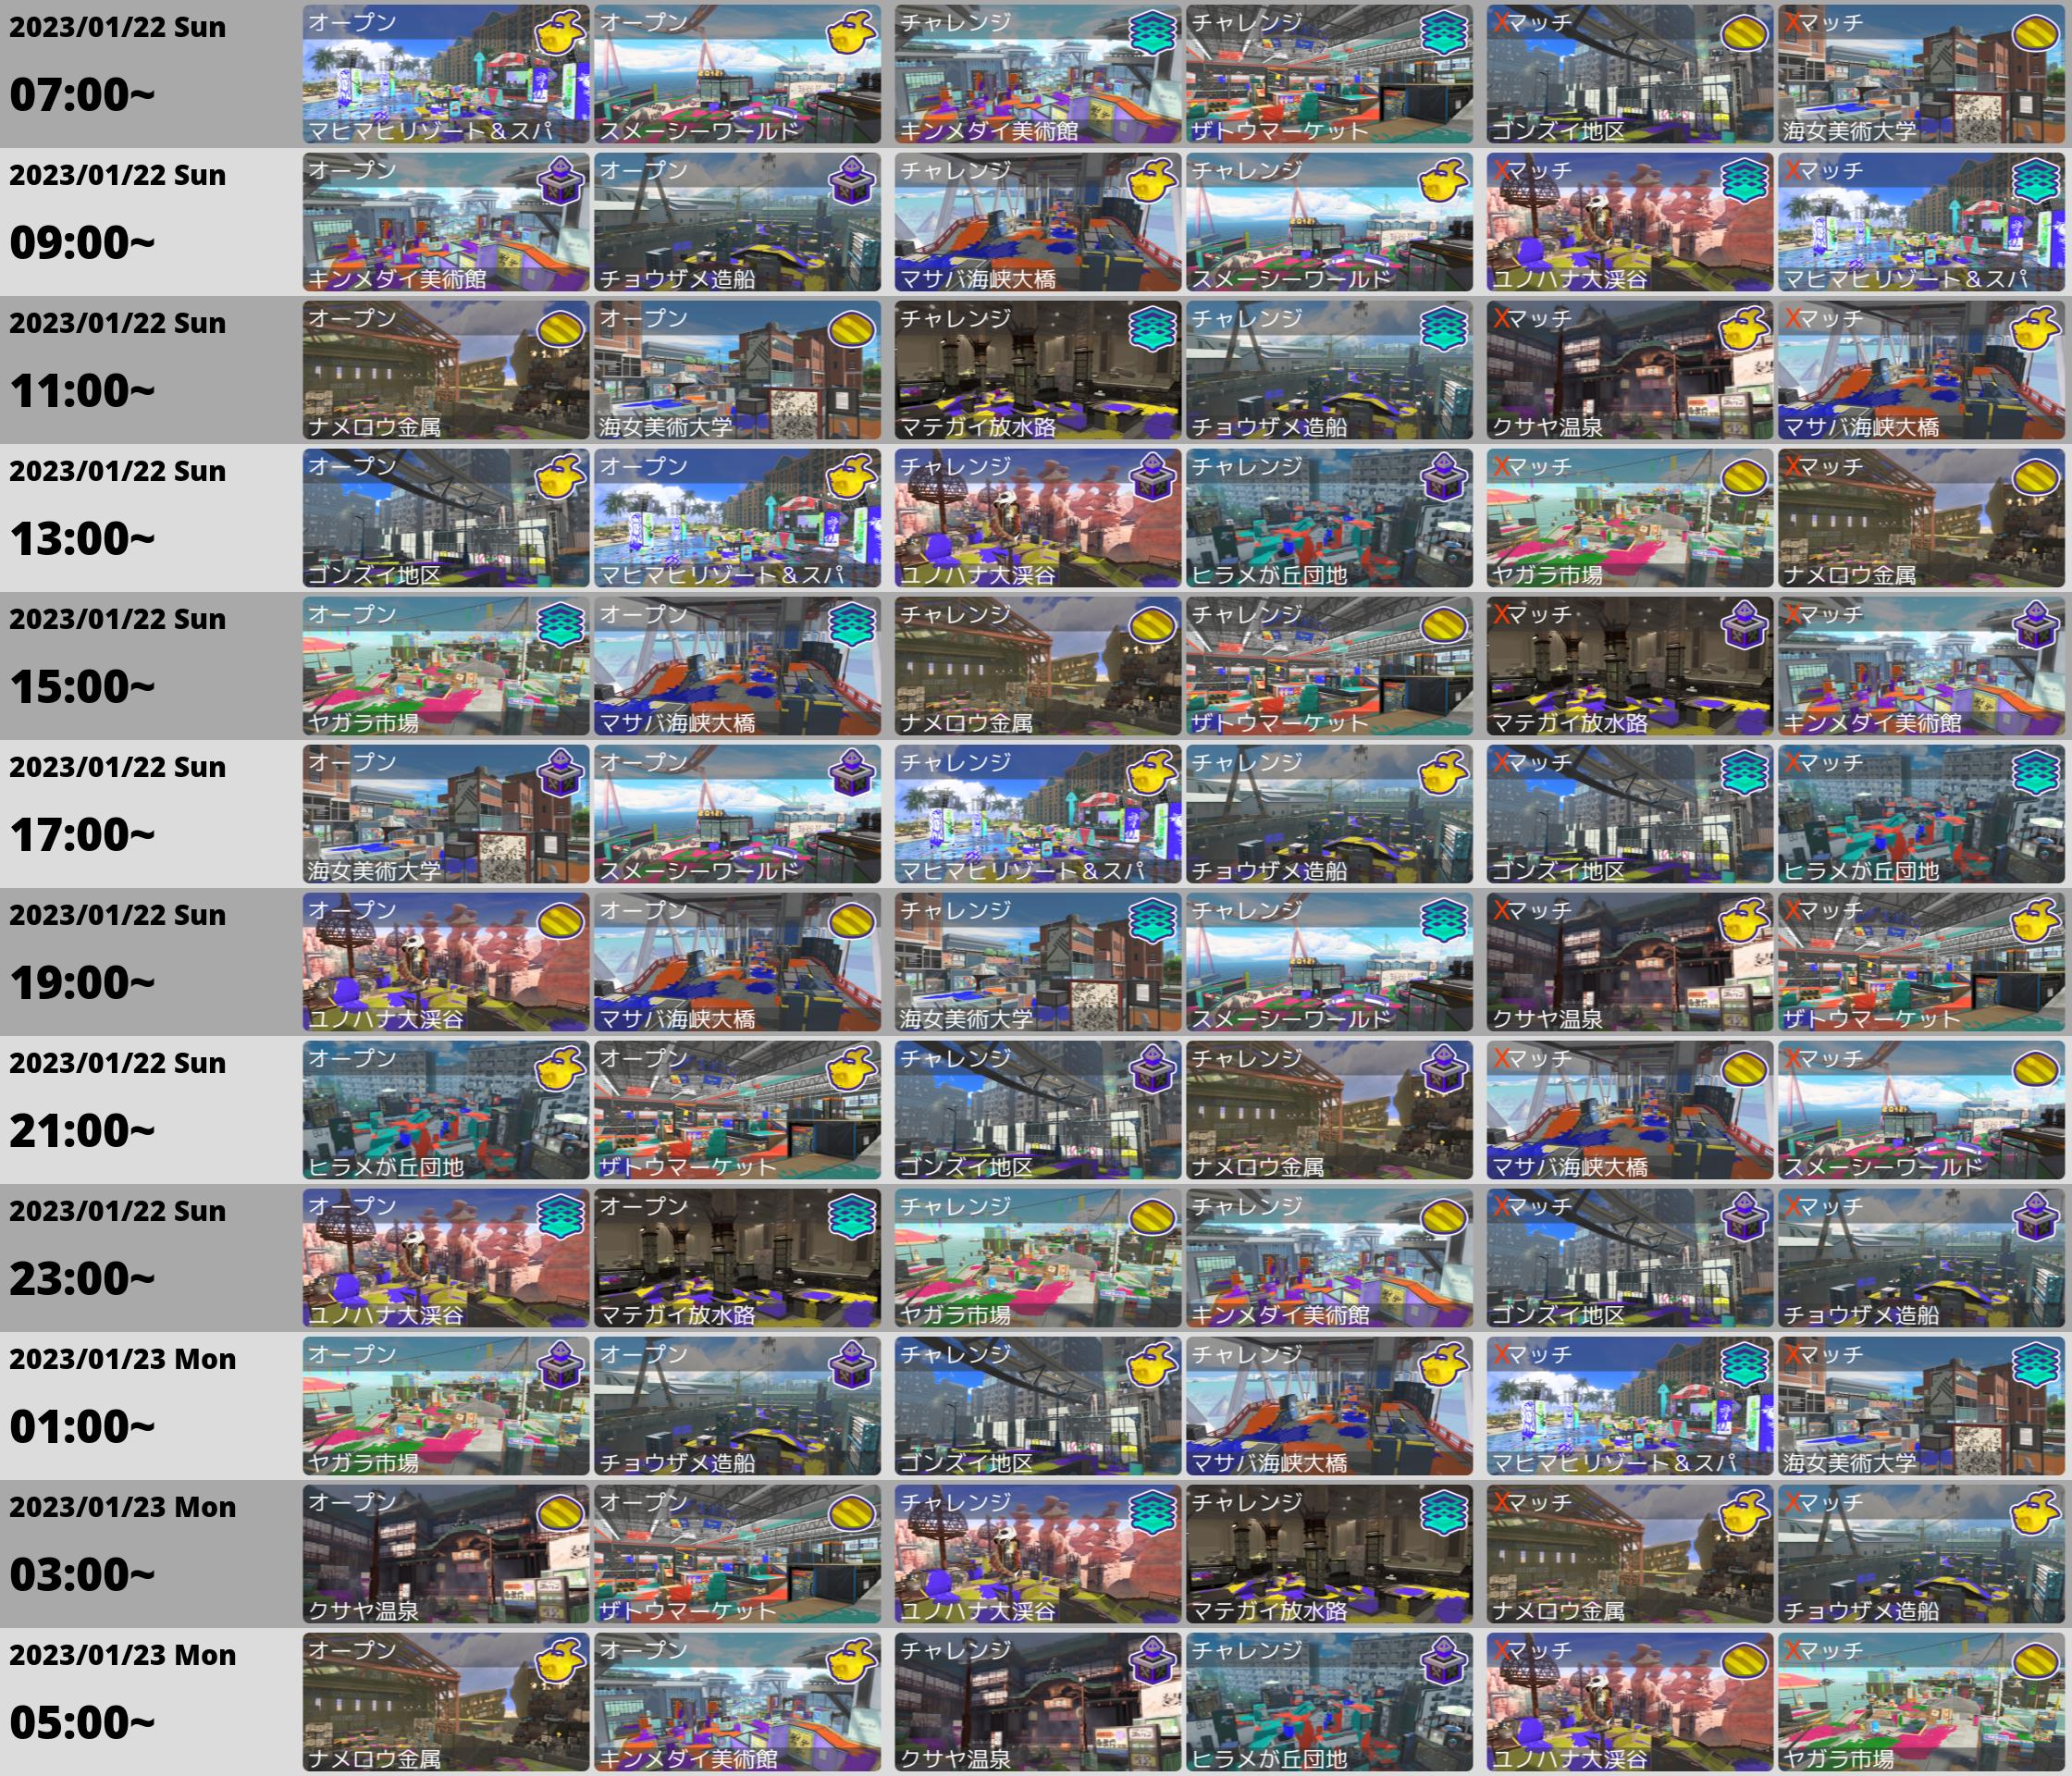 2023/01/22 Sun
07:00~
オープン オープン チャレンジ チャレンジ Xマッチ Xマッチ
マヒマヒリゾート＆スパ スメーシーワールド キンメダイ美術館 ザトウマーケット ゴンズイ地区 海女美術大学
2023/01/22 Sun
09:00~
オープン オープン チャレンジ チャレンジ Xマッチ Xマッチ
キンメダイ美術館 チョウザメ造船 マサバ海峡大橋 スメーシーワールド ユノハナ大渓谷 マヒマヒリゾート＆スパ
2023/01/22 Sun
11:00~
オープン オープン チャレンジ チャレンジ Xマッチ Xマッチ
ナメロウ金属 海女美術大学 マテガイ放水路 チョウザメ造船 クサヤ温泉 マサバ海峡大橋
2023/01/22 Sun
13:00~
オープン オープン チャレンジ チャレンジ Xマッチ Xマッチ
ゴンズイ地区 マヒマヒリゾート＆スパ ユノハナ大渓谷 ヒラメが丘団地 ヤガラ市場 ナメロウ金属
2023/01/22 Sun
15:00~
オープン オープン チャレンジ チャレンジ Xマッチ Xマッチ
ヤガラ市場 マサバ海峡大橋 ナメロウ金属 ザトウマーケット マテガイ放水路 キンメダイ美術館
2023/01/22 Sun
17:00~
オープン オープン チャレンジ チャレンジ Xマッチ Xマッチ
海女美術大学 スメーシーワールド マヒマヒリゾート＆スパ チョウザメ造船 ゴンズイ地区 ヒラメが丘団地
2023/01/22 Sun
19:00~
オープン オープン チャレンジ チャレンジ Xマッチ Xマッチ
ユノハナ大渓谷 マサバ海峡大橋 海女美術大学 スメーシーワールド クサヤ温泉 ザトウマーケット
2023/01/22 Sun
21:00~
オープン オープン チャレンジ チャレンジ Xマッチ Xマッチ
ヒラメが丘団地 ザトウマーケット ゴンズイ地区 ナメロウ金属 マサバ海峡大橋 スメーシーワールド
2023/01/22 Sun
23:00~
オープン オープン チャレンジ チャレンジ Xマッチ Xマッチ
ユノハナ大渓谷 マテガイ放水路 ヤガラ市場 キンメダイ美術館 ゴンズイ地区 チョウザメ造船
2023/01/23 Mon
01:00~
オープン オープン チャレンジ チャレンジ Xマッチ Xマッチ
ヤガラ市場 チョウザメ造船 ゴンズイ地区 マサバ海峡大橋 マヒマヒリゾート＆スパ 海女美術大学
2023/01/23 Mon
03:00~
オープン オープン チャレンジ チャレンジ Xマッチ Xマッチ
クサヤ温泉 ザトウマーケット ユノハナ大渓谷 マテガイ放水路 ナメロウ金属 チョウザメ造船
2023/01/23 Mon
05:00~
オープン オープン チャレンジ チャレンジ Xマッチ Xマッチ
ナメロウ金属 キンメダイ美術館 クサヤ温泉 ヒラメが丘団地 ユノハナ大渓谷 ヤガラ市場